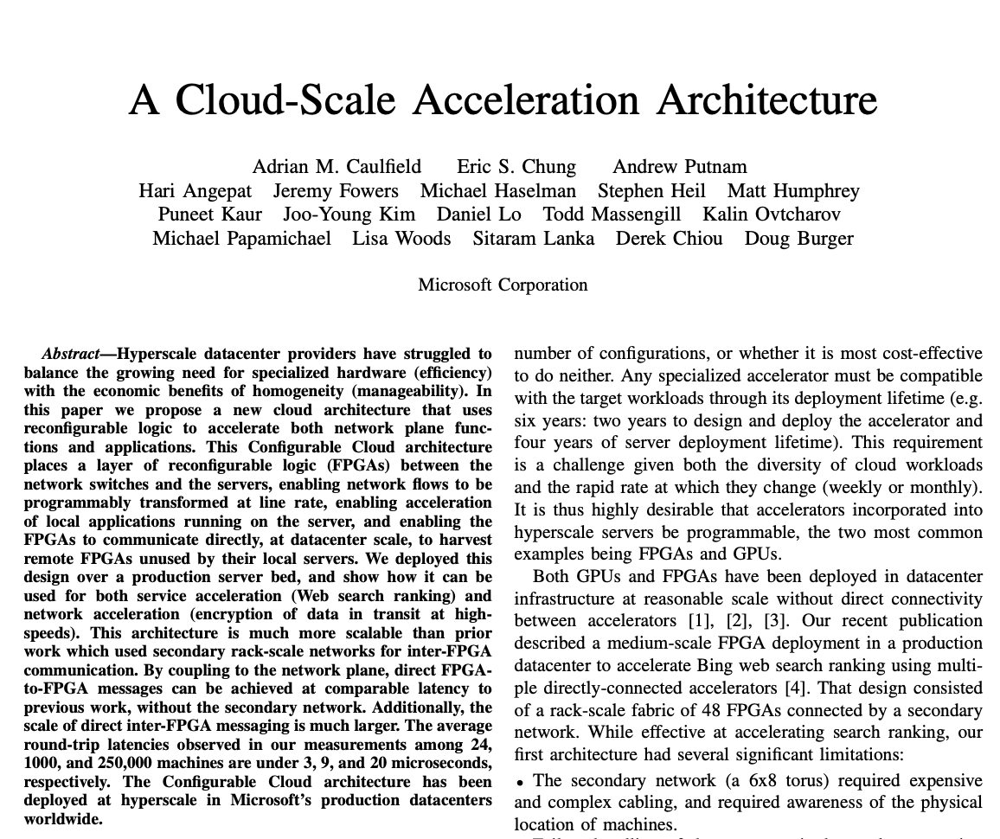 A Cloud-Scale Acceleration Architecture
Adrian M. Caulfield Eric S. Chung Andrew Putnam
Hari Angepat Jeremy Fowers Michael Haselman Stephen Heil Matt Humphrey
Puneet Kaur Joo-Young Kim Daniel Lo Todd Massengill Kalin Ovtcharov
Michael Papamichael Lisa Woods Sitaram Lanka Derek Chiou Doug Burger
Microsoft Corporation
Abstract—Hyperscale datacenter providers have struggled to
balance the growing need for specialized hardware (efficiency)
with the economic benefits of homogeneity (manageability). In
this paper we propose a new cloud architecture that uses
reconfigurable logic to accelerate both network plane func-
tions and applications. This Configurable Cloud architecture
places a layer of reconfigurable logic (FPGAs) between the
network switches and the servers, enabling network flows to be
programmably transformed at line rate, enabling acceleration
of local applications running on the server, and enabling the
FPGAs to communicate directly, at datacenter scale, to harvest
remote FPGAs unused by their local servers. We deployed this
design over a production server bed, and show how it can be
used for both service acceleration (Web search ranking) and
network acceleration (encryption of data in transit at high-
speeds). This architecture is much more scalable than prior
work which used secondary rack-scale networks for inter-FPGA
communication. By coupling to the network plane, direct FPGA-
to-FPGA messages can be achieved at comparable latency to
previous work, without the secondary network. Additionally, the
scale of direct inter-FPGA messaging is much larger. The average
round-trip latencies observed in our measurements among 24,
1000, and 250,000 machines are under 3, 9, and 20 microseconds,
respectively. The Configurable Cloud architecture has been
deployed at hyperscale in Microsoft's production datacenters
worldwide.
number of configurations, or whether it is most cost-effective
to do neither. Any specialized accelerator must be compatible
with the target workloads through its deployment lifetime (e.g.
six years: two years to design and deploy the accelerator and
four years of server deployment lifetime). This requirement
is a challenge given both the diversity of cloud workloads
and the rapid rate at which they change (weekly or monthly).
It is thus highly desirable that accelerators incorporated into
hyperscale servers be programmable, the two most common
examples being FPGAs and GPUs.
Both GPUs and FPGAs have been deployed in datacenter
infrastructure at reasonable scale without direct connectivity
between accelerators [1], [2], [3]. Our recent publication
described a medium-scale FPGA deployment in a production
datacenter to accelerate Bing web search ranking using multi-
ple directly-connected accelerators [4]. That design consisted
of a rack-scale fabric of 48 FPGAs connected by a secondary
network. While effective at accelerating search ranking, our
first architecture had several significant limitations:
• The secondary network (a 6x8 torus) required expensive
and complex cabling, and required awareness of the physical
location of machines.